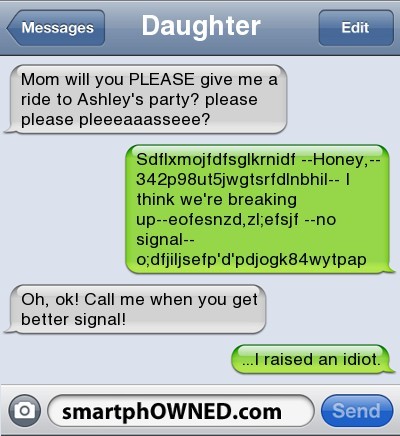 Messages
Daughter
Edit
Mom will you PLEASE give me a
ride to Ashley's party? please
please pleeeaaasseee?
Sdflxmojfdfsglkrnidf --Honey,--
342p98ut5jwgtsrfdlnbhil-- I
think we're breaking
up--eofesnzd,zl;efsjf --no
signal--
o;dfjiljsefp'd'pdjogk84wytpap
Oh, ok! Call me when you get
better signal!
...I raised an idiot.
smartphOWNED.com
Send